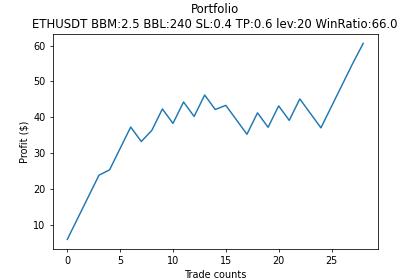 Portfolio
ETHUSDT BBM:2.5 BBL:240 SL:0.4 TP:0.6 lev:20 WinRatio:66.0
60
50
40
30
20
10
Profit ($)
0 5 10 15 20 25
Trade counts